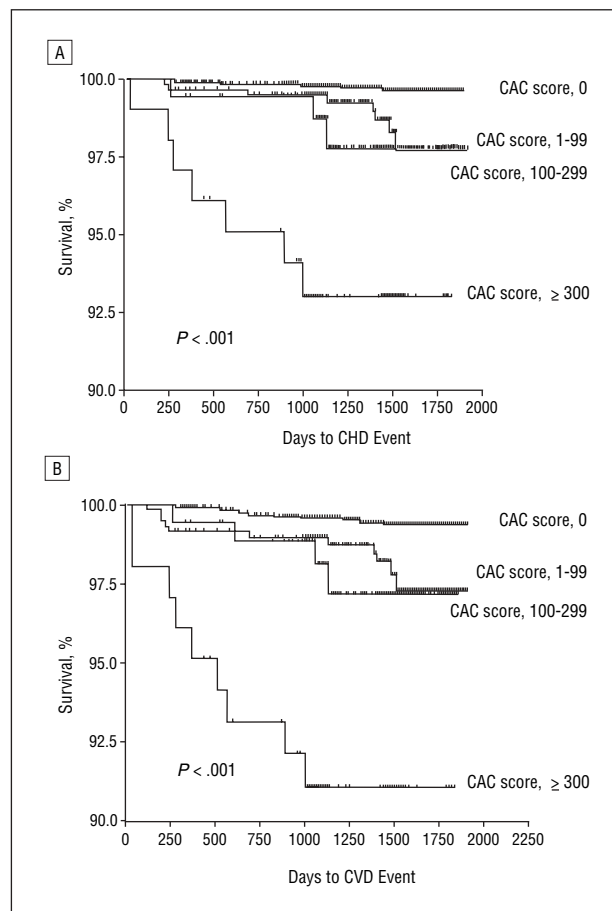 A
100.0
97.5
95.0
92.5
90.0
Survival, %
CAC score, 0
CAC score, 1-99
CAC score, 100-299
CAC score, ≥ 300
P < .001
0 250 500 750 1000 1250 1500 1750 2000
Days to CHD Event
B
100.0
97.5
95.0
92.5
90.0
Survival, %
CAC score, 0
CAC score, 1-99
CAC score, 100-299
CAC score, ≥ 300
P < .001
0 250 500 750 1000 1250 1500 1750 2000 2250
Days to CVD Event